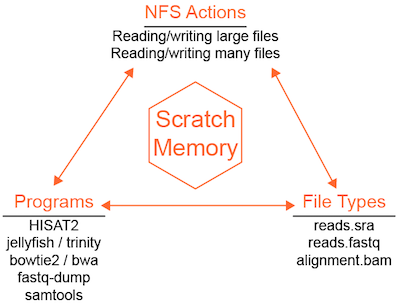 NFS Actions
Reading/writing large files
Reading/writing many files
Scratch
Memory
Programs
HISAT2
jellyfish / trinity
bowtie2 / bwa
fastq-dump
samtools
File Types
reads.sra
reads.fastq
alignment.bam